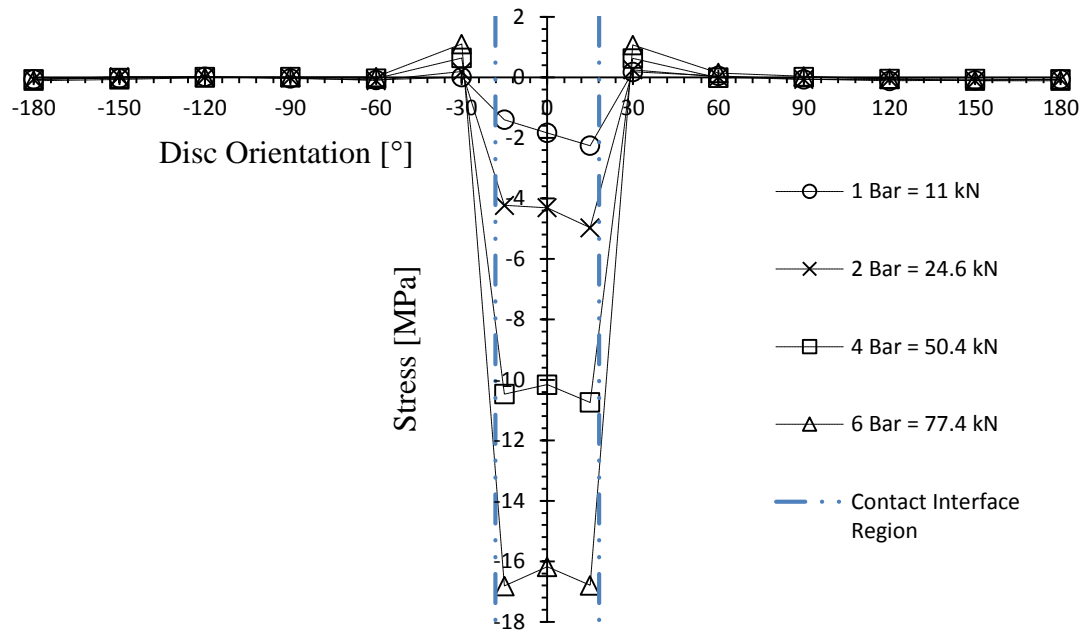 2
0
-180 -150 -120 -90 -60 -30 0 30 60 90 120 150 180
-2
Disc Orientation [°]
-4
-6
-8
-10
-12
-14
-16
-18
Stress [MPa]
1 Bar = 11 kN
2 Bar = 24.6 kN
4 Bar = 50.4 kN
6 Bar = 77.4 kN
Contact Interface
Region